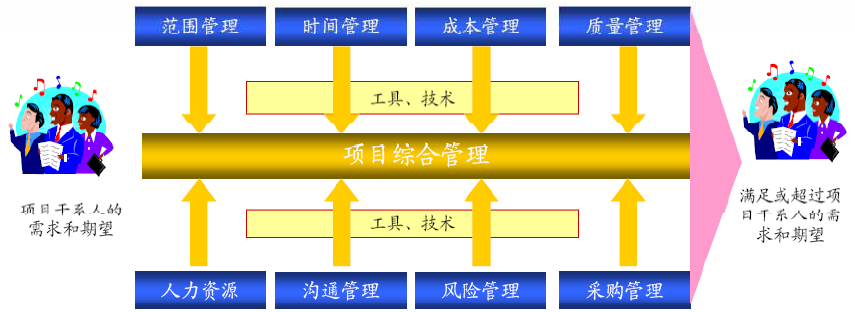 范围管理
时间管理
成本管理
质量管理
工具、技术
项目综合管理
项目干系人的
需求和期望
满足或超过项
目干系人的需
求和期望
工具、技术
人力资源
沟通管理
风险管理
采购管理